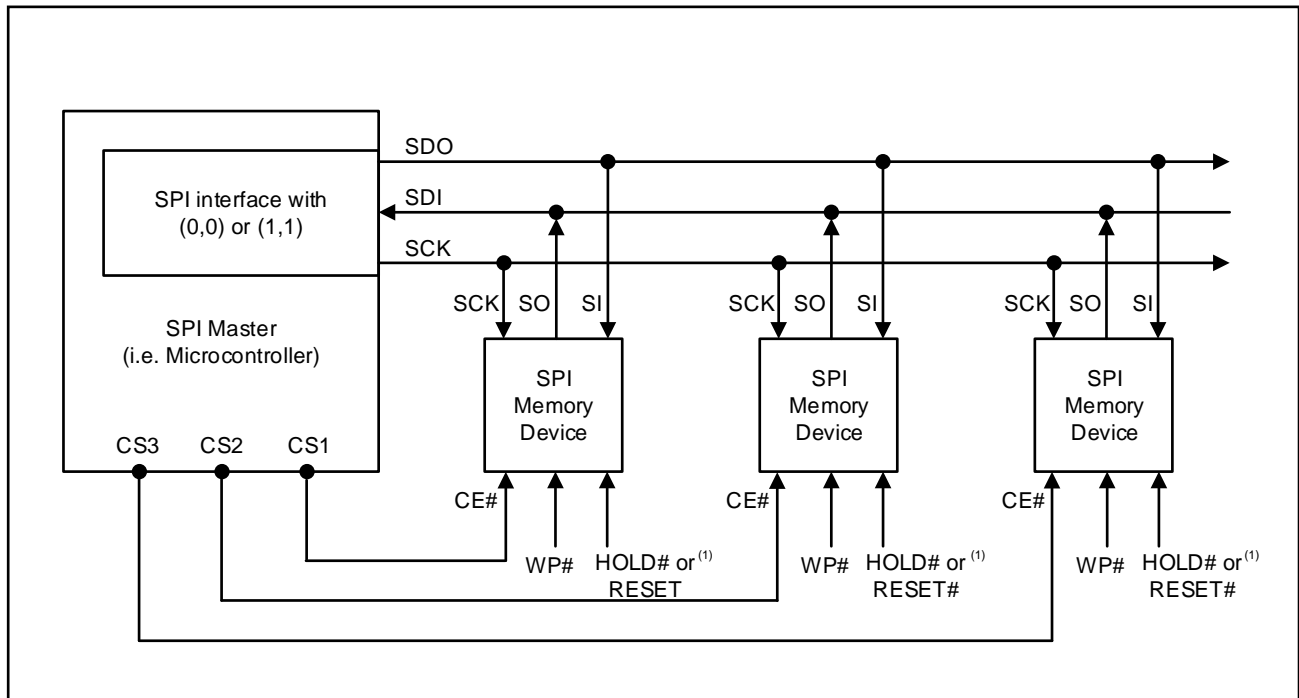 SDO
SPI interface with
(0,0) or (1,1)
SDI
SCK
SPI Master
(i.e. Microcontroller)
SCK
SO
SI
SCK
SO
SI
SCK
SO
SI
SPI
Memory
Device
SPI
Memory
Device
SPI
Memory
Device
CS3
CS2
CS1
CE#
WP#
HOLD# or (1)
RESET
CE#
WP#
HOLD# or (1)
RESET#
CE#
WP#
HOLD# or (1)
RESET#